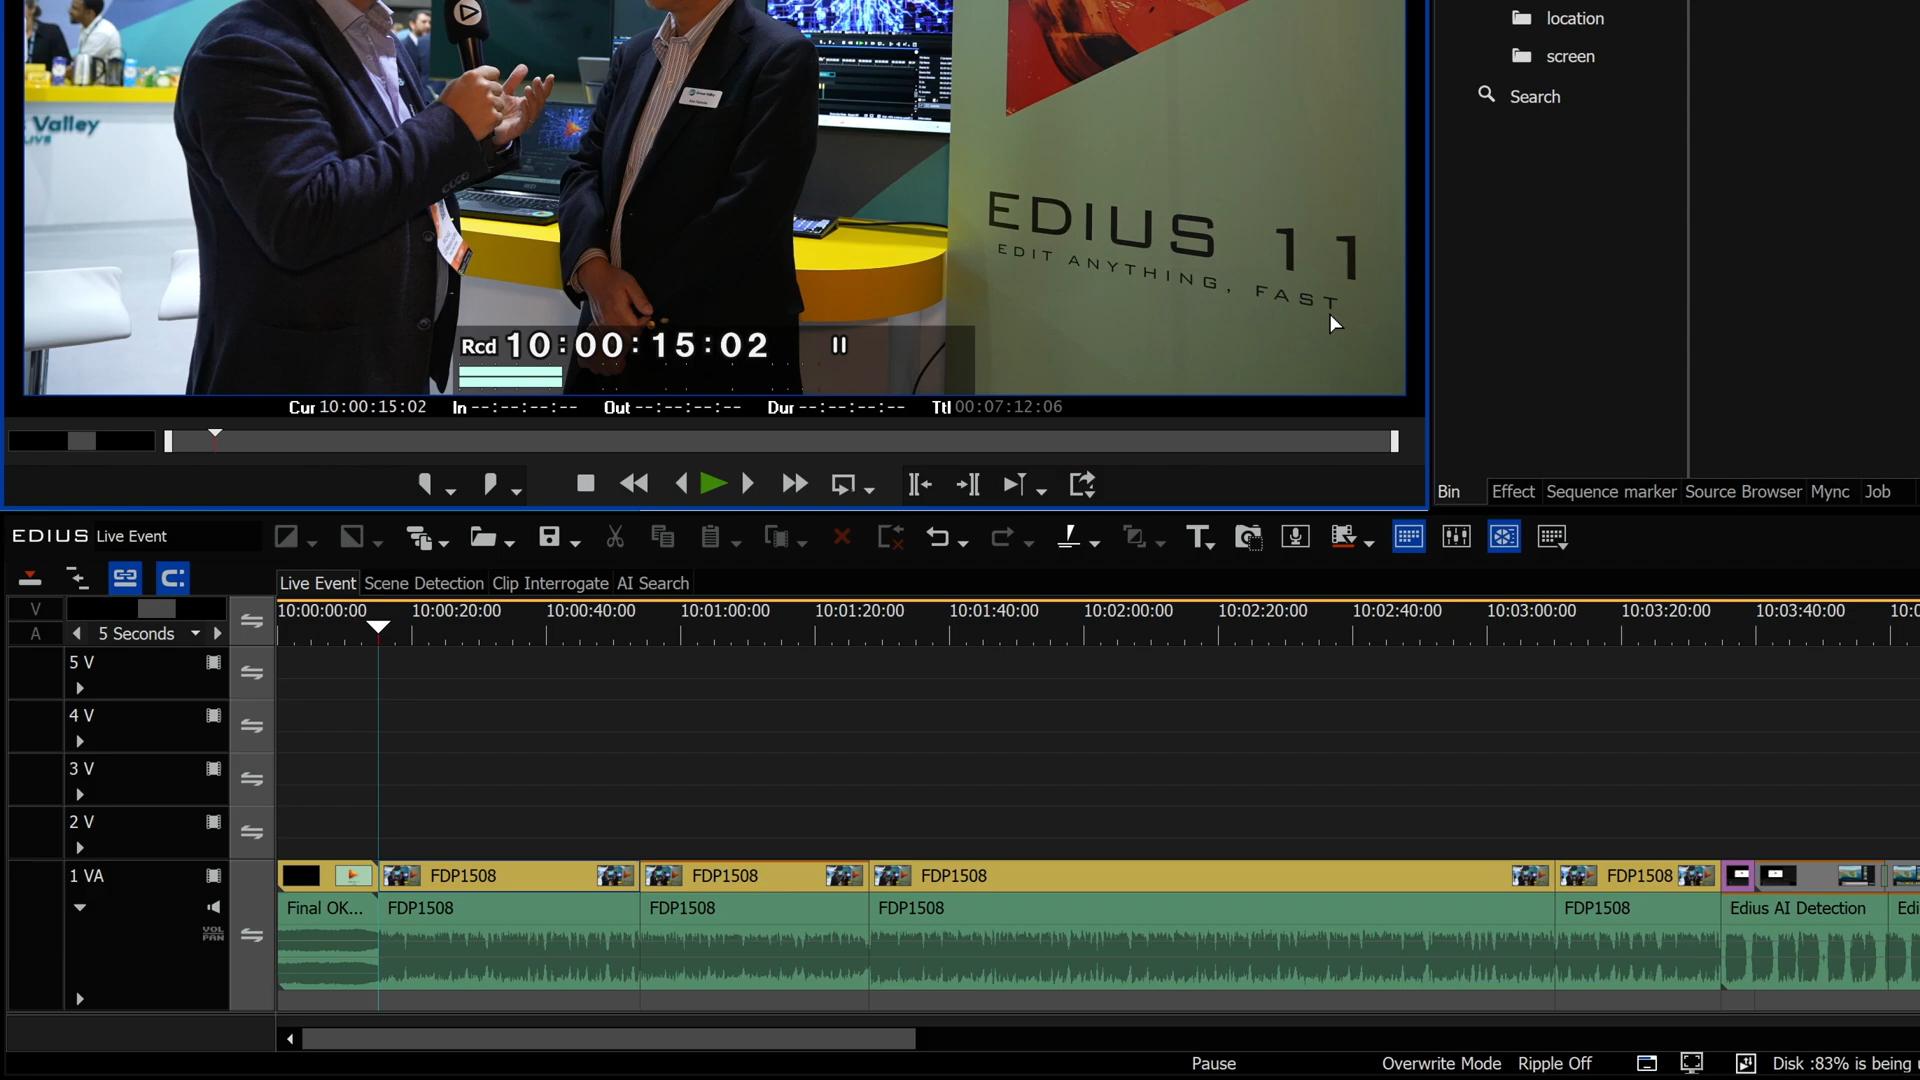 location
screen
Search
Valley
LIVE
EDIUS 11
EDIT ANYTHING, FAST
Rcd 10:00:15:02
Cur 10:00:15:02 In --:--:--:-- Out --:--:--:-- Dur --:--:--:-- Ttl 00:07:12:06
Bin Effect Sequence marker Source Browser Mync Job
EDIUS Live Event
Live Event Scene Detection Clip Interrogate AI Search
V
A
5 Seconds
10:00:00:00 10:00:20:00 10:00:40:00 10:01:00:00 10:01:20:00 10:01:40:00 10:02:00:00 10:02:20:00 10:02:40:00 10:03:00:00 10:03:20:00 10:03:40:00 10:0
5 V
4 V
3 V
2 V
1 VA
FDP1508 FDP1508 FDP1508 FDP1508
Final OK... FDP1508 FDP1508 FDP1508 FDP1508 Edius AI Detection Edi
VOL
PAN
Pause Overwrite Mode Ripple Off Disk :83% is being